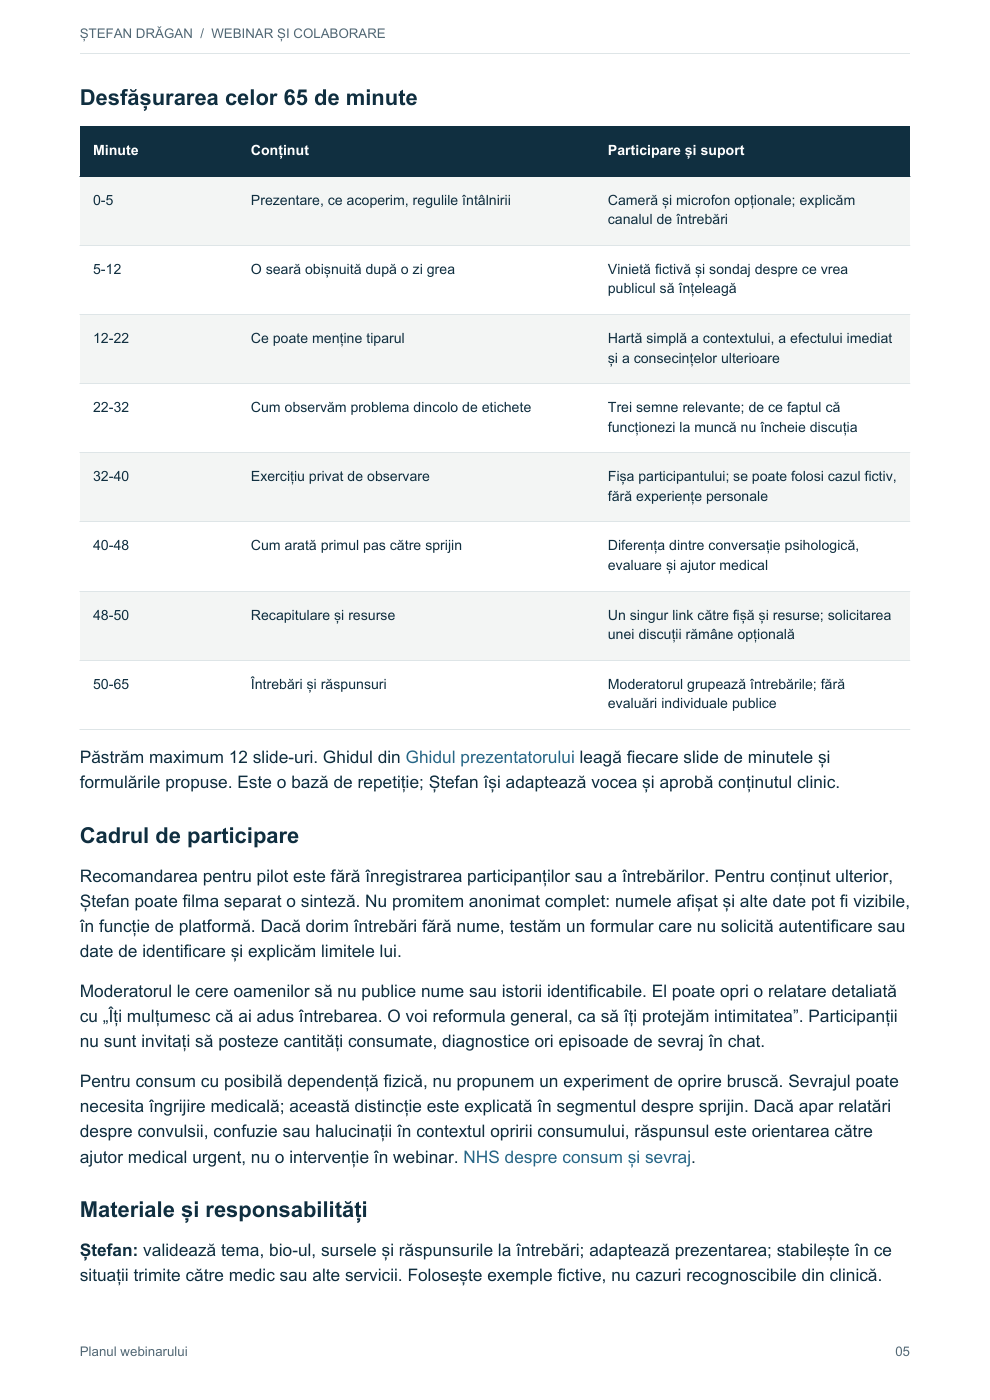 ȘTEFAN DRĂGAN / WEBINAR ȘI COLABORARE
Desfășurarea celor 65 de minute
Minute Conținut Participare și suport
0-5 Prezentare, ce acoperim, regulile întâlnirii Cameră și microfon opționale; explicăm
canalul de întrebări
5-12 O seară obișnuită după o zi grea Vinietă fictivă și sondaj despre ce vrea
publicul să înțeleagă
12-22 Ce poate menține tiparul Hartă simplă a contextului, a efectului imediat
și a consecințelor ulterioare
22-32 Cum observăm problema dincolo de etichete Trei semne relevante; de ce faptul că
funcționezi la muncă nu încheie discuția
32-40 Exercițiu privat de observare Fișa participantului; se poate folosi cazul fictiv,
fără experiențe personale
40-48 Cum arată primul pas către sprijin Diferența dintre conversație psihologică,
evaluare și ajutor medical
48-50 Recapitulare și resurse Un singur link către fișă și resurse; solicitarea
unei discuții rămâne opțională
50-65 Întrebări și răspunsuri Moderatorul grupează întrebările; fără
evaluări individuale publice
Păstrăm maximum 12 slide-uri. Ghidul din Ghidul prezentatorului leagă fiecare slide de minutele și
formulările propuse. Este o bază de repetiție; Ștefan își adaptează vocea și aprobă conținutul clinic.
Cadrul de participare
Recomandarea pentru pilot este fără înregistrarea participanților sau a întrebărilor. Pentru conținut ulterior,
Ștefan poate filma separat o sinteză. Nu promitem anonimat complet: numele afișat și alte date pot fi vizibile,
în funcție de platformă. Dacă dorim întrebări fără nume, testăm un formular care nu solicită autentificare sau
date de identificare și explicăm limitele lui.
Moderatorul le cere oamenilor să nu publice nume sau istorii identificabile. El poate opri o relatare detaliată
cu „Îți mulțumesc că ai adus întrebarea. O voi reformula general, ca să îți protejăm intimitatea”. Participanții
nu sunt invitați să posteze cantități consumate, diagnostice ori episoade de sevraj în chat.
Pentru consum cu posibilă dependență fizică, nu propunem un experiment de oprire bruscă. Sevrajul poate
necesita îngrijire medicală; această distincție este explicată în segmentul despre sprijin. Dacă apar relatări
despre convulsii, confuzie sau halucinații în contextul opririi consumului, răspunsul este orientarea către
ajutor medical urgent, nu o intervenție în webinar. NHS despre consum și sevraj.
Materiale și responsabilități
Ștefan: validează tema, bio-ul, sursele și răspunsurile la întrebări; adaptează prezentarea; stabilește în ce
situații trimite către medic sau alte servicii. Folosește exemple fictive, nu cazuri recognoscibile din clinică.
Planul webinarului 05